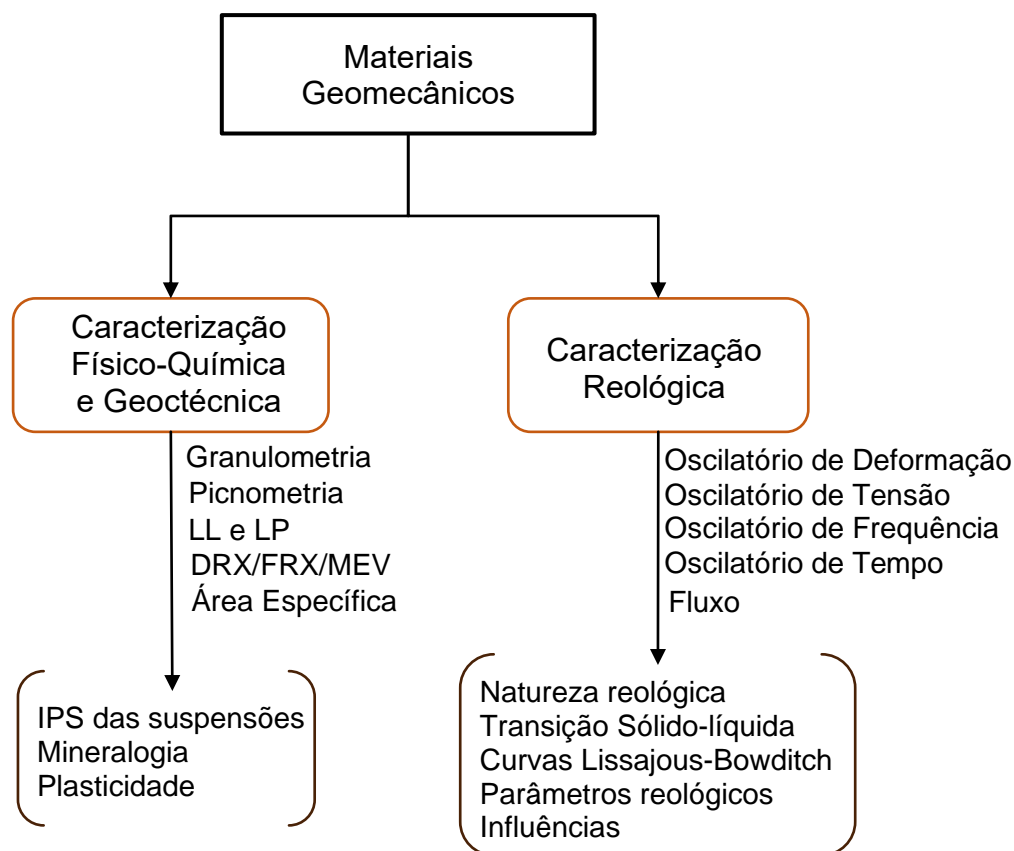 Materiais
Geomecânicos
Caracterização
Físico-Química
e Geoctécnica
Caracterização
Reológica
Granulometria
Picnometria
LL e LP
DRX/FRX/MEV
Área Específica
Oscilatório de Deformação
Oscilatório de Tensão
Oscilatório de Frequência
Oscilatório de Tempo
Fluxo
IPS das suspensões
Mineralogia
Plasticidade
Natureza reológica
Transição Sólido-líquida
Curvas Lissajous-Bowditch
Parâmetros reológicos
Influências